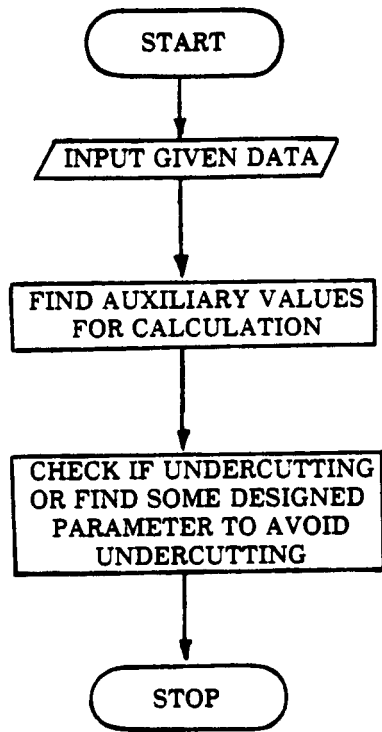 START
INPUT GIVEN DATA
FIND AUXILIARY VALUES
FOR CALCULATION
CHECK IF UNDERCUTTING
OR FIND SOME DESIGNED
PARAMETER TO AVOID
UNDERCUTTING
STOP